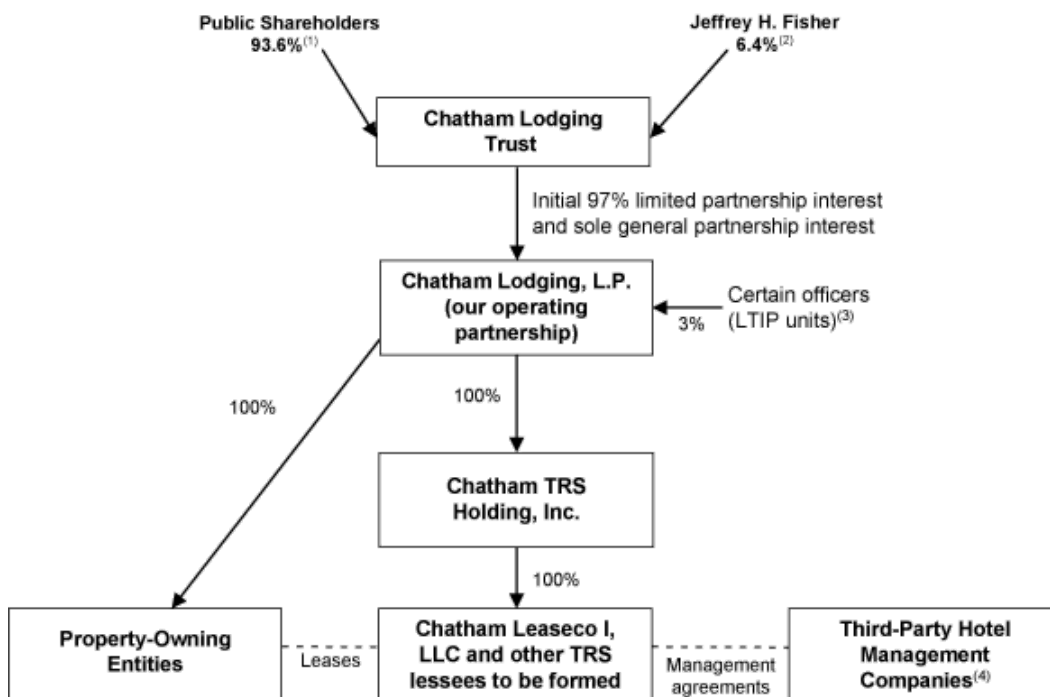 Public Shareholders
93.6%(1)
Jeffrey H. Fisher
6.4%(2)
Chatham Lodging
Trust
Initial 97% limited partnership interest
and sole general partnership interest
Chatham Lodging, L.P.
(our operating
partnership)
Certain officers
(LTIP units)(3)
3%
100%
100%
Chatham TRS
Holding, Inc.
100%
Property-Owning
Entities
Leases
Chatham Leaseco I,
LLC and other TRS
lessees to be formed
Management
agreements
Third-Party Hotel
Management
Companies(4)